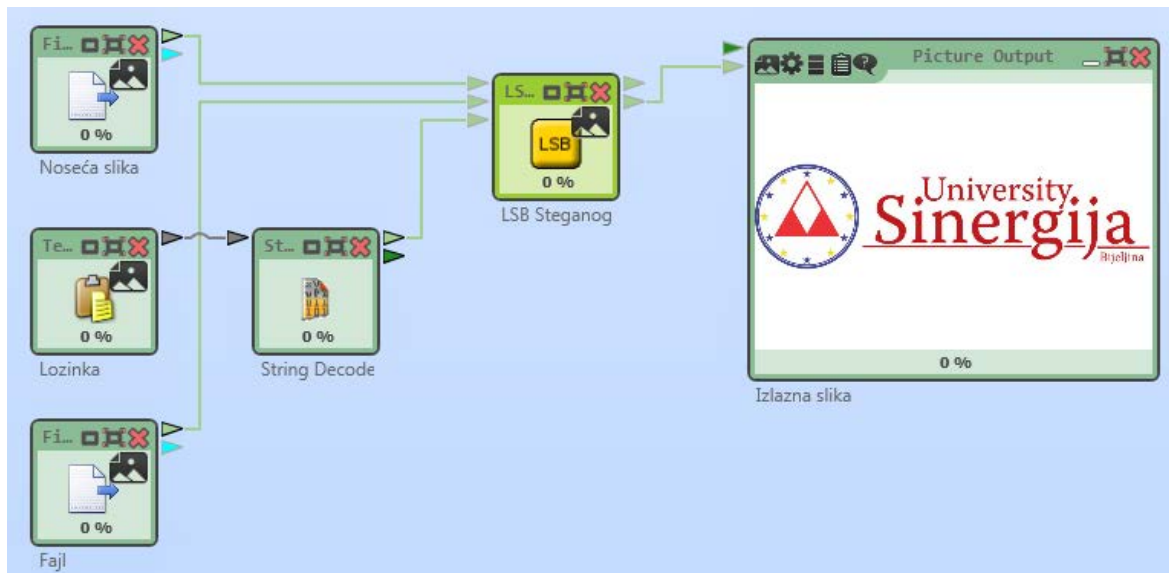 Fi...
0 %
Noseća slika
Te...
0 %
Lozinka
Fi...
0 %
Fajl
St...
0 %
String Decode
LS...
LSB
0 %
LSB Steganog
Picture Output
University
Sinergija
Bijeljina
0 %
Izlazna slika